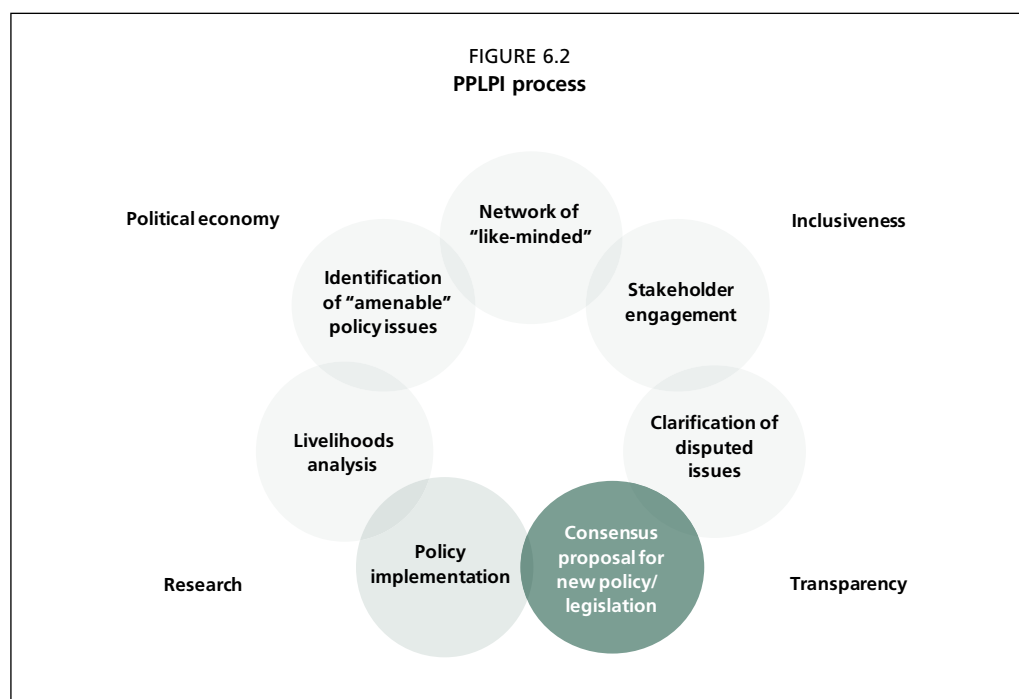 FIGURE 6.2
PPLPI process
Political economy
Network of
“like-minded”
Inclusiveness
Identification
of “amenable”
policy issues
Stakeholder
engagement
Livelihoods
analysis
Clarification of
disputed
issues
Policy
implementation
Consensus
proposal for
new policy/
legislation
Research
Transparency